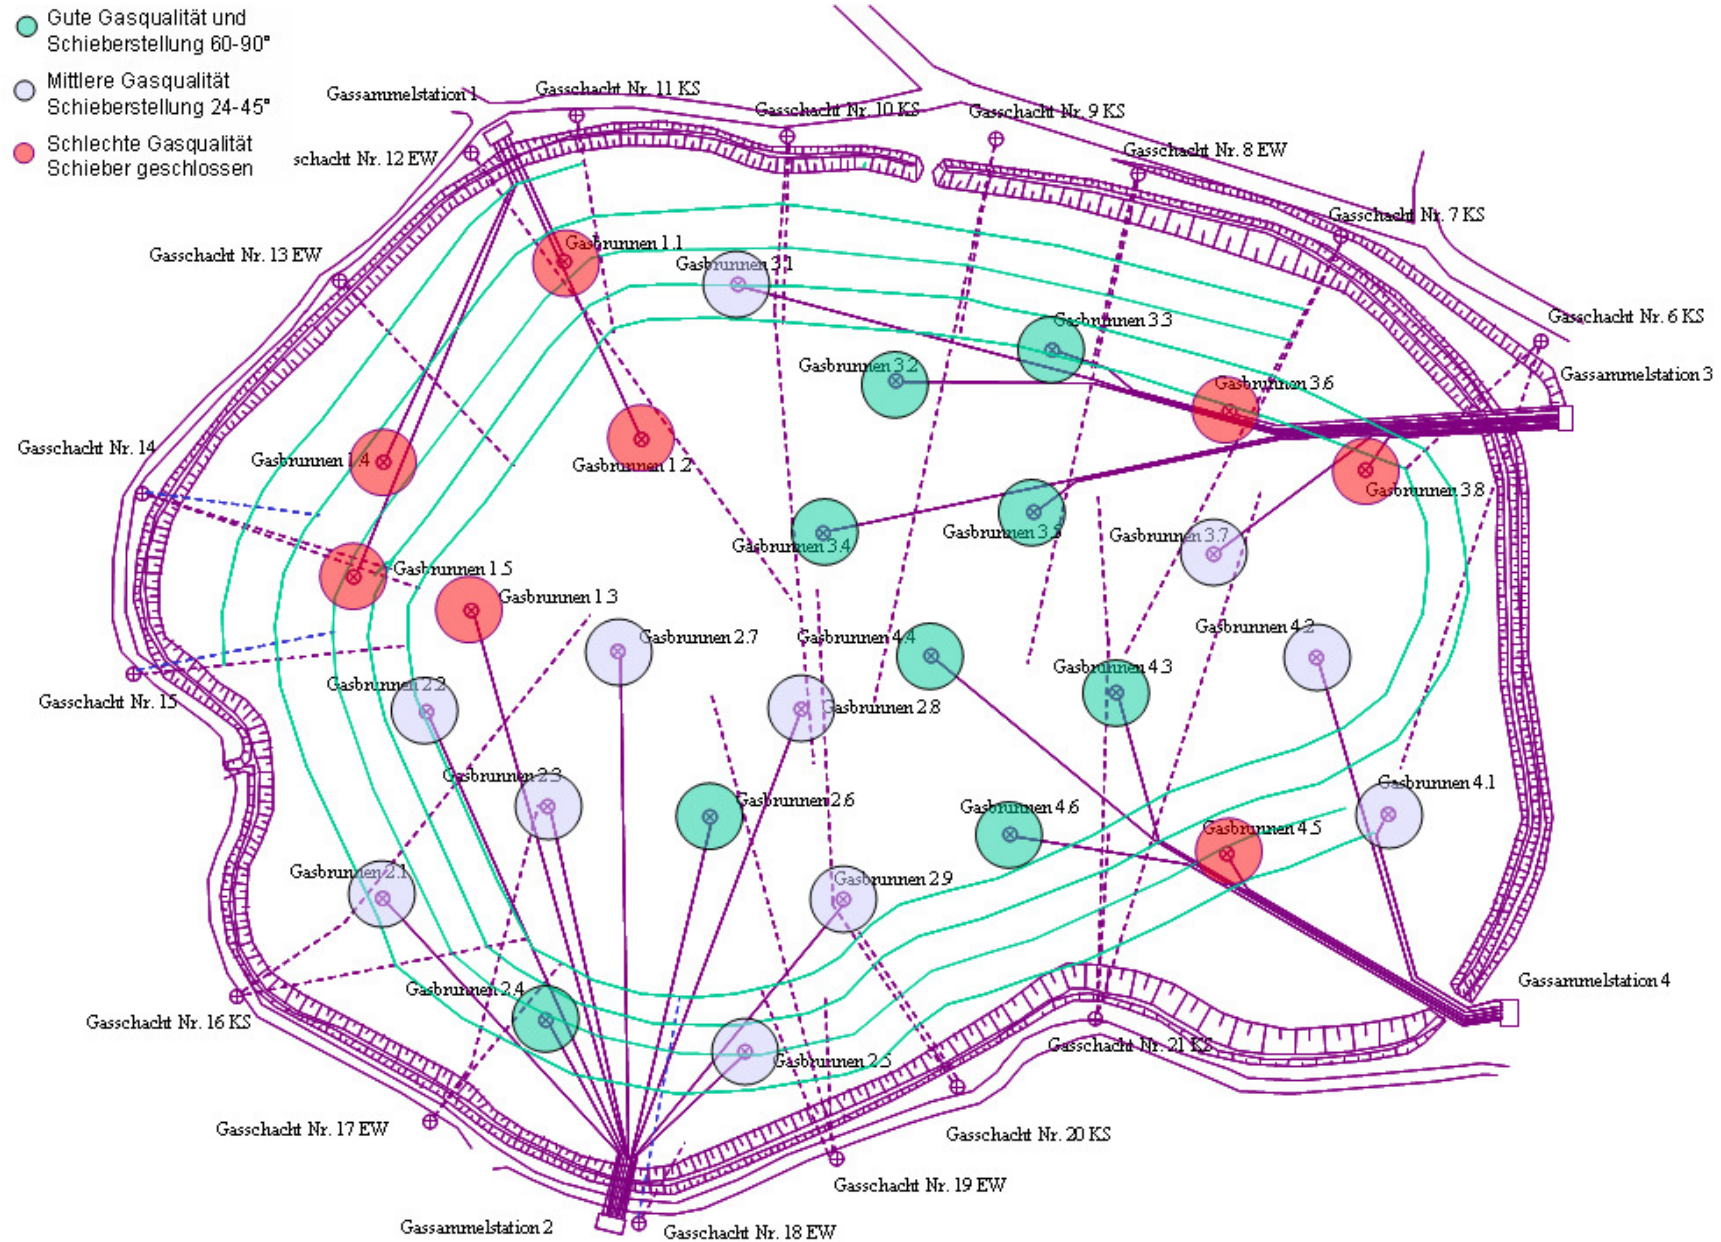 Gute Gasqualität und
Schieberstellung 60-90°
Mittlere Gasqualität
Schieberstellung 24-45°
Schlechte Gasqualität
Schieber geschlossen
Gassammelstation 1
Gasschacht Nr. 11 KS
Gasschacht Nr. 10 KS
Gasschacht Nr. 9 KS
Gasschacht Nr. 8 EW
schacht Nr. 12 EW
Gasschacht Nr. 7 KS
Gasschacht Nr. 13 EW
Gasbrunnen 1.1
Gasbrunnen 3.1
Gasschacht Nr. 6 KS
Gasbrunnen 3.3
Gasbrunnen 3.2
Gasbrunnen 3.6
Gassammelstation 3
Gasschacht Nr. 14
Gasbrunnen 1.4
Gasbrunnen 1.2
Gasbrunnen 3.8
Gasbrunnen 3.4
Gasbrunnen 3.5
Gasbrunnen 3.7
Gasbrunnen 1.5
Gasbrunnen 1.3
Gasbrunnen 2.7
Gasbrunnen 4.4
Gasbrunnen 4.2
Gasbrunnen 4.3
Gasbrunnen 2.2
Gasschacht Nr. 15
Gasbrunnen 2.8
Gasbrunnen 2.3
Gasbrunnen 2.6
Gasbrunnen 4.6
Gasbrunnen 4.1
Gasbrunnen 4.5
Gasbrunnen 2.1
Gasbrunnen 2.9
Gasbrunnen 2.4
Gassammelstation 4
Gasschacht Nr. 16 KS
Gasschacht Nr. 21 KS
Gasbrunnen 2.5
Gasschacht Nr. 17 EW
Gasschacht Nr. 20 KS
Gasschacht Nr. 19 EW
Gassammelstation 2
Gasschacht Nr. 18 EW